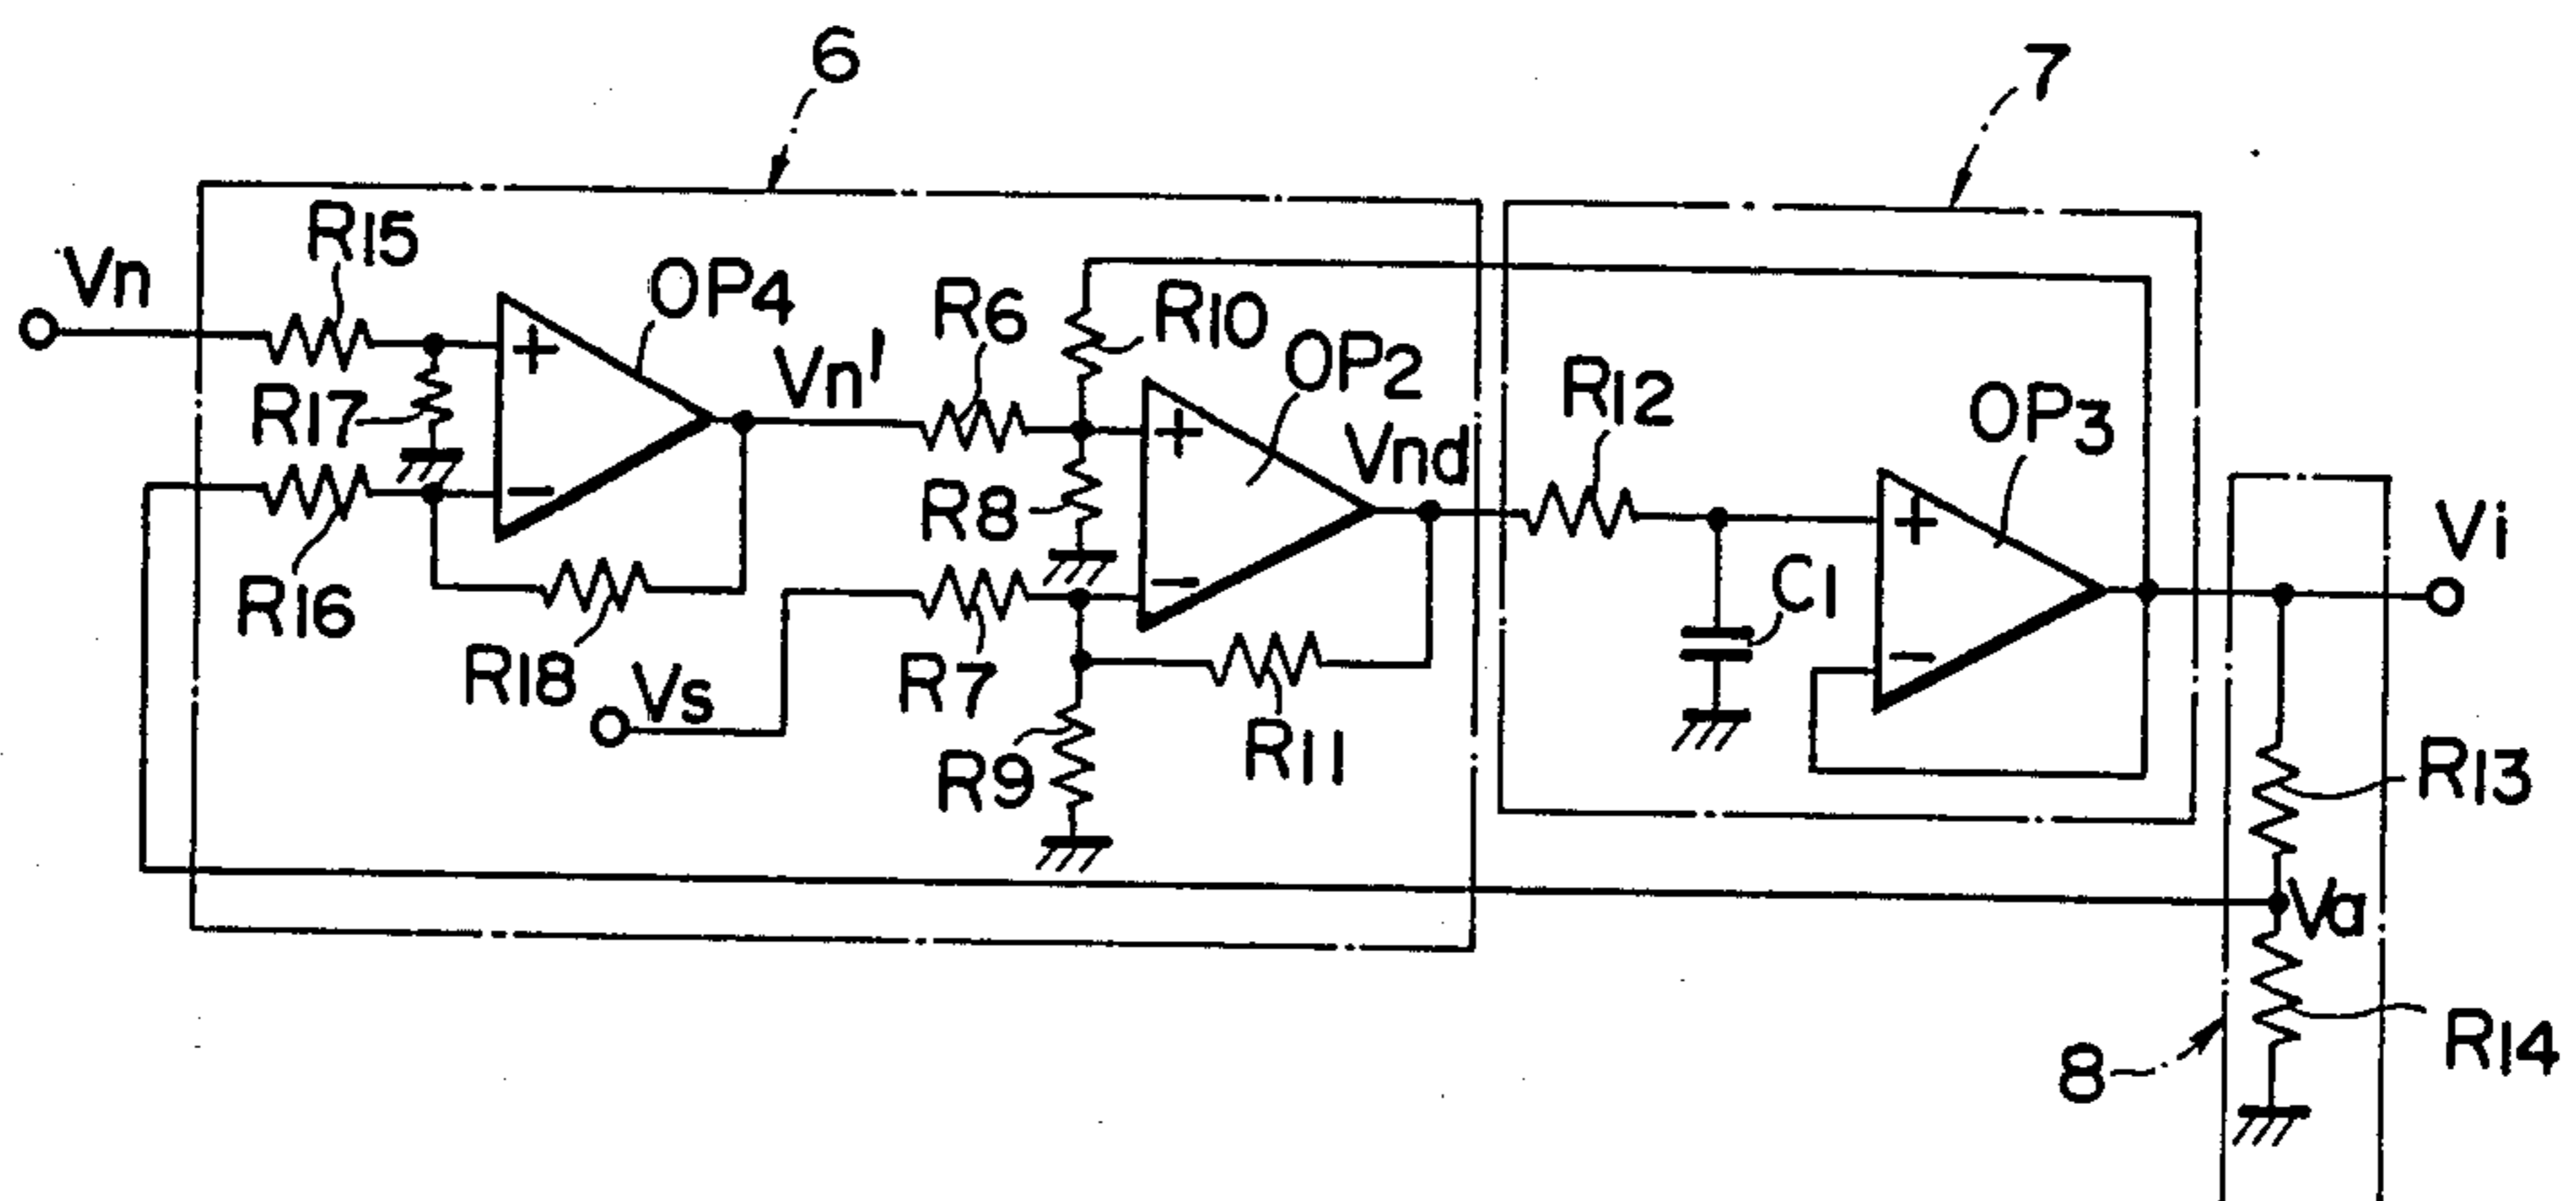 6
7
Vn
R15
OP4
R17
Vn'
R6
R10
OP2
Vnd
R12
OP3
Vi
R8
R16
R18
Vs
R7
R9
R11
C1
R13
Va
R14
8
+
−
+
−
+
−